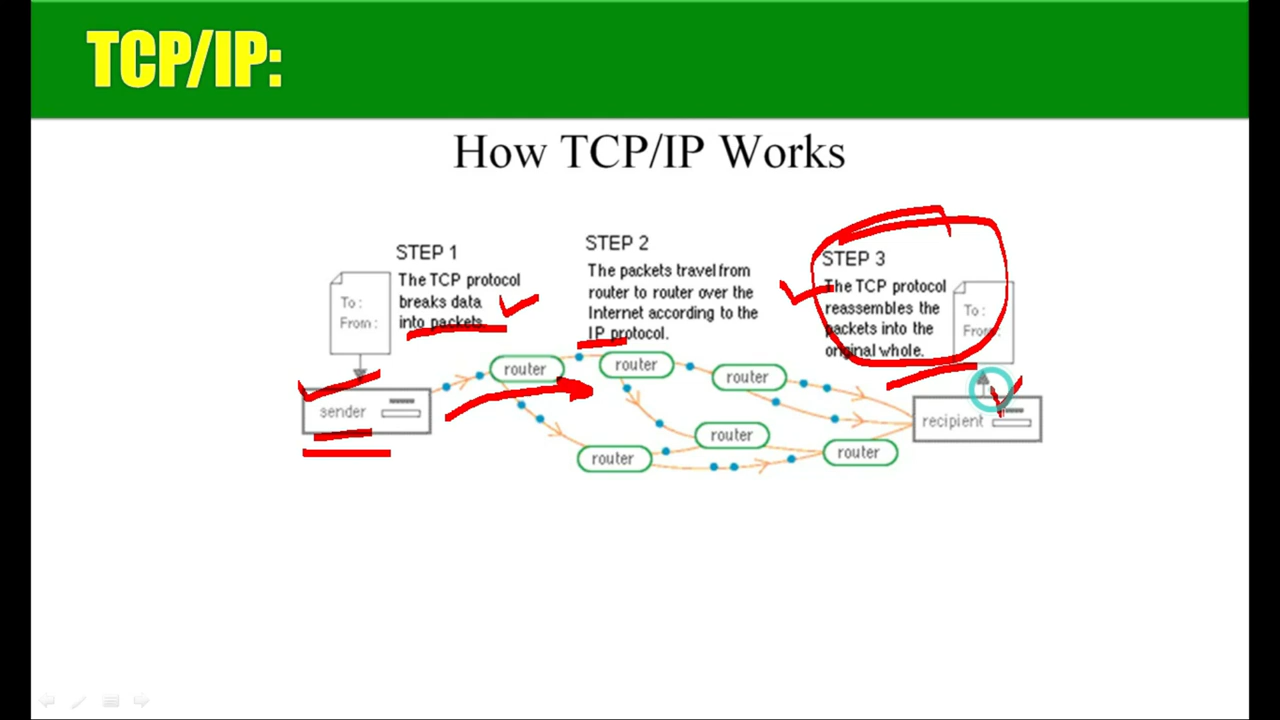 TCP/IP:
How TCP/IP Works
STEP 1
The TCP protocol
breaks data
into packets.
To:
From:
sender
STEP 2
The packets travel from
router to router over the
Internet according to the
IP protocol.
STEP 3
The TCP protocol
reassembles the
packets into the
original whole.
To:
From:
router
router
router
router
router
router
recipient